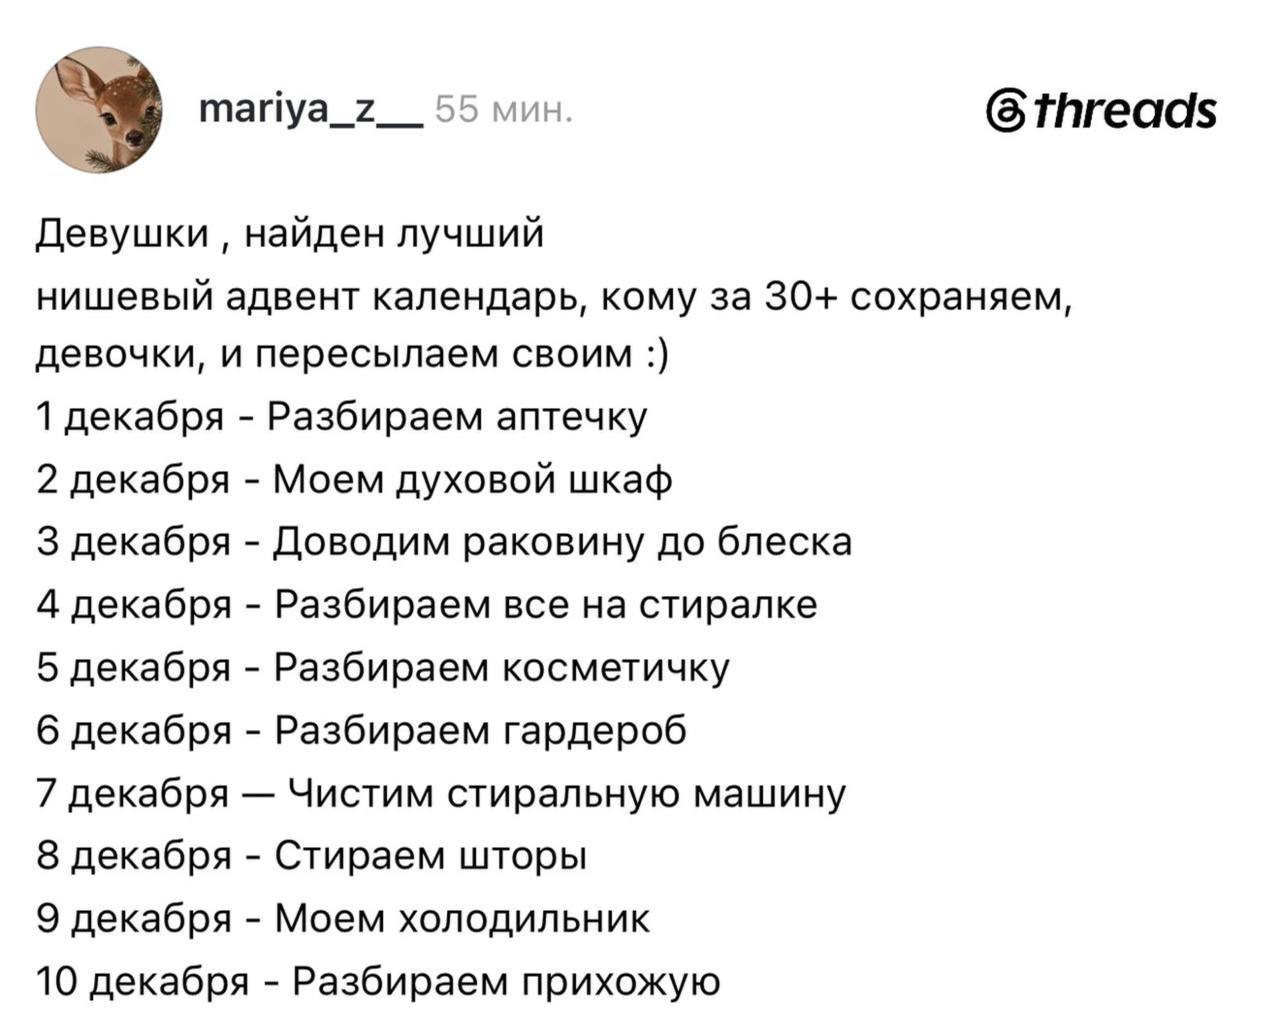 mariya_z__ 55 мин.
threads
Девушки , найден лучший
нишевый адвент календарь, кому за 30+ сохраняем,
девочки, и пересылаем своим :)
1 декабря - Разбираем аптечку
2 декабря - Моем духовой шкаф
3 декабря - Доводим раковину до блеска
4 декабря - Разбираем все на стиралке
5 декабря - Разбираем косметичку
6 декабря - Разбираем гардероб
7 декабря — Чистим стиральную машину
8 декабря - Стираем шторы
9 декабря - Моем холодильник
10 декабря - Разбираем прихожую